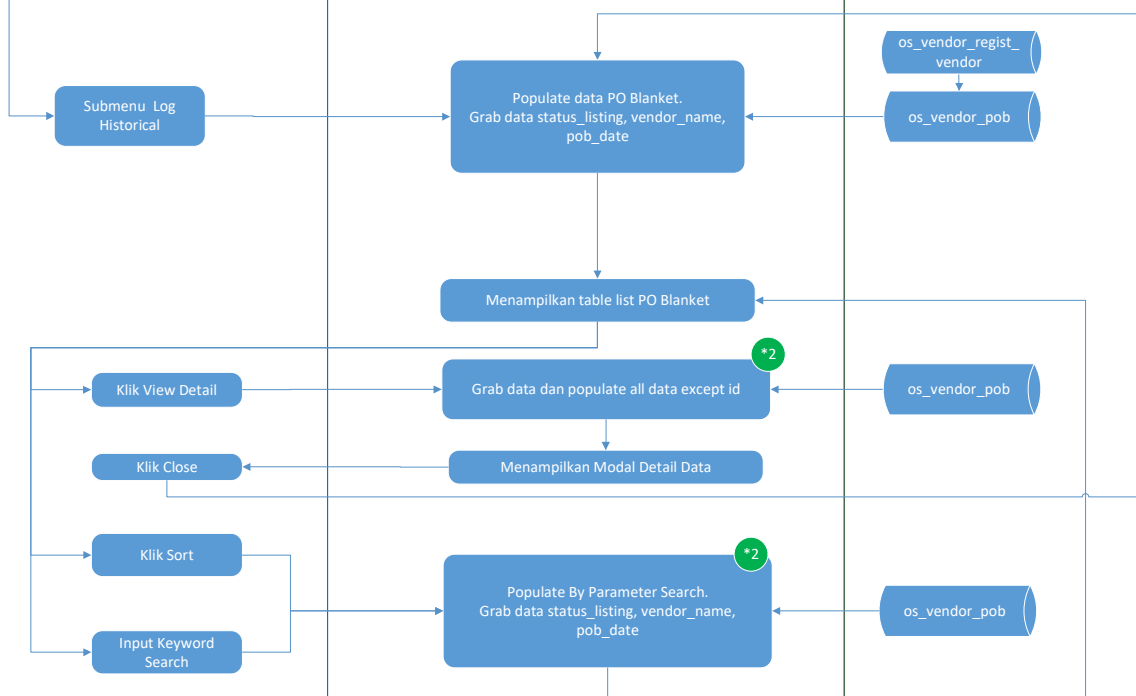 Submenu Log
Historical
Populate data PO Blanket.
Grab data status_listing, vendor_name,
pob_date
os_vendor_regist_
vendor
os_vendor_pob
Menampilkan table list PO Blanket
*2
Klik View Detail
Grab data dan populate all data except id
os_vendor_pob
Klik Close
Menampilkan Modal Detail Data
Klik Sort
*2
Populate By Parameter Search.
Grab data status_listing, vendor_name,
pob_date
os_vendor_pob
Input Keyword
Search